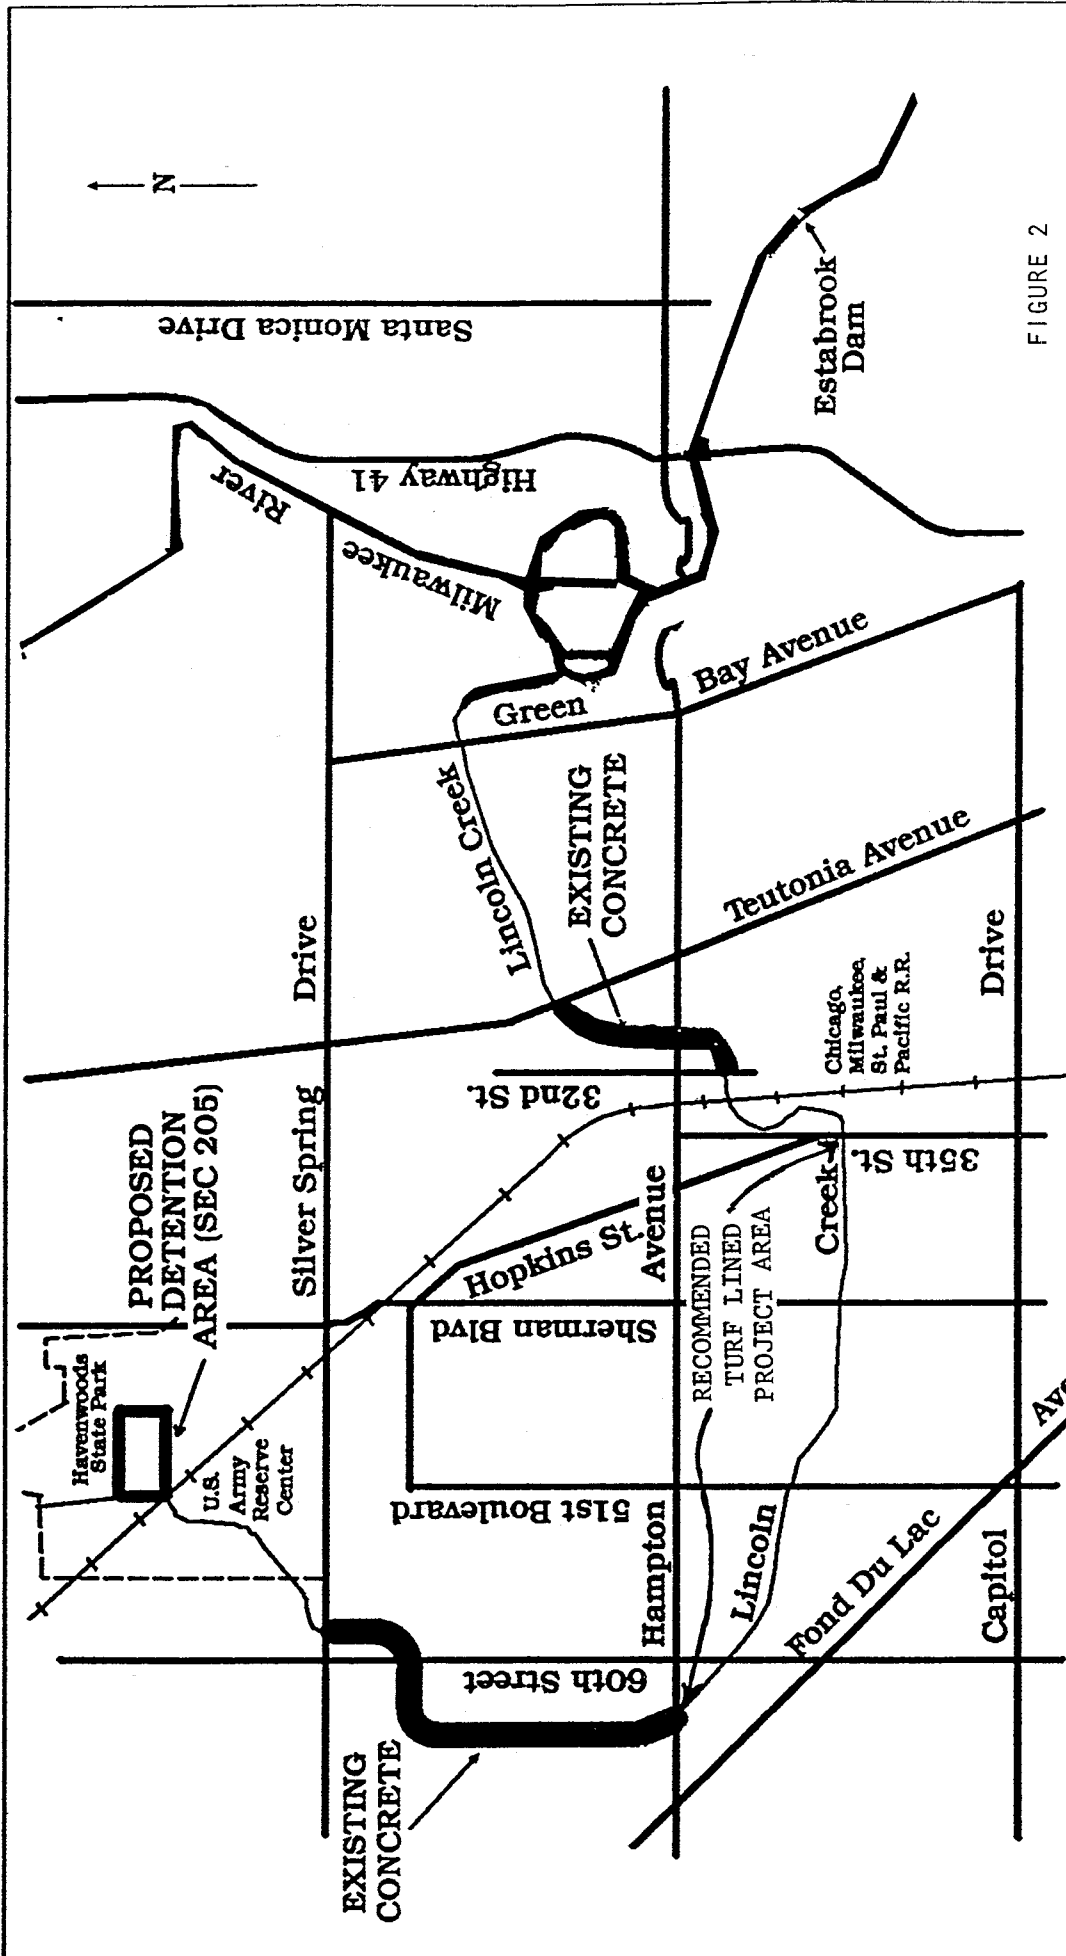 N
Santa Monica Drive
Highway 41
Milwaukee
River
Estabrook
Dam
FIGURE 2
Green
Bay Avenue
Lincoln Creek
EXISTING
CONCRETE
Teutonia Avenue
Silver Spring
Drive
32nd St.
Chicago,
Milwaukee,
St. Paul &
Pacific R.R.
35th St.
PROPOSED
DETENTION
AREA (SEC 205)
Havenwoods
State Park
U.S.
Army
Reserve
Center
Hopkins St.
Sherman Blvd
51st Boulevard
60th Street
Hampton
Avenue
RECOMMENDED
TURF LINED
PROJECT AREA
Lincoln
Creek
Fond Du Lac
Ave
Capitol
Drive
EXISTING
CONCRETE